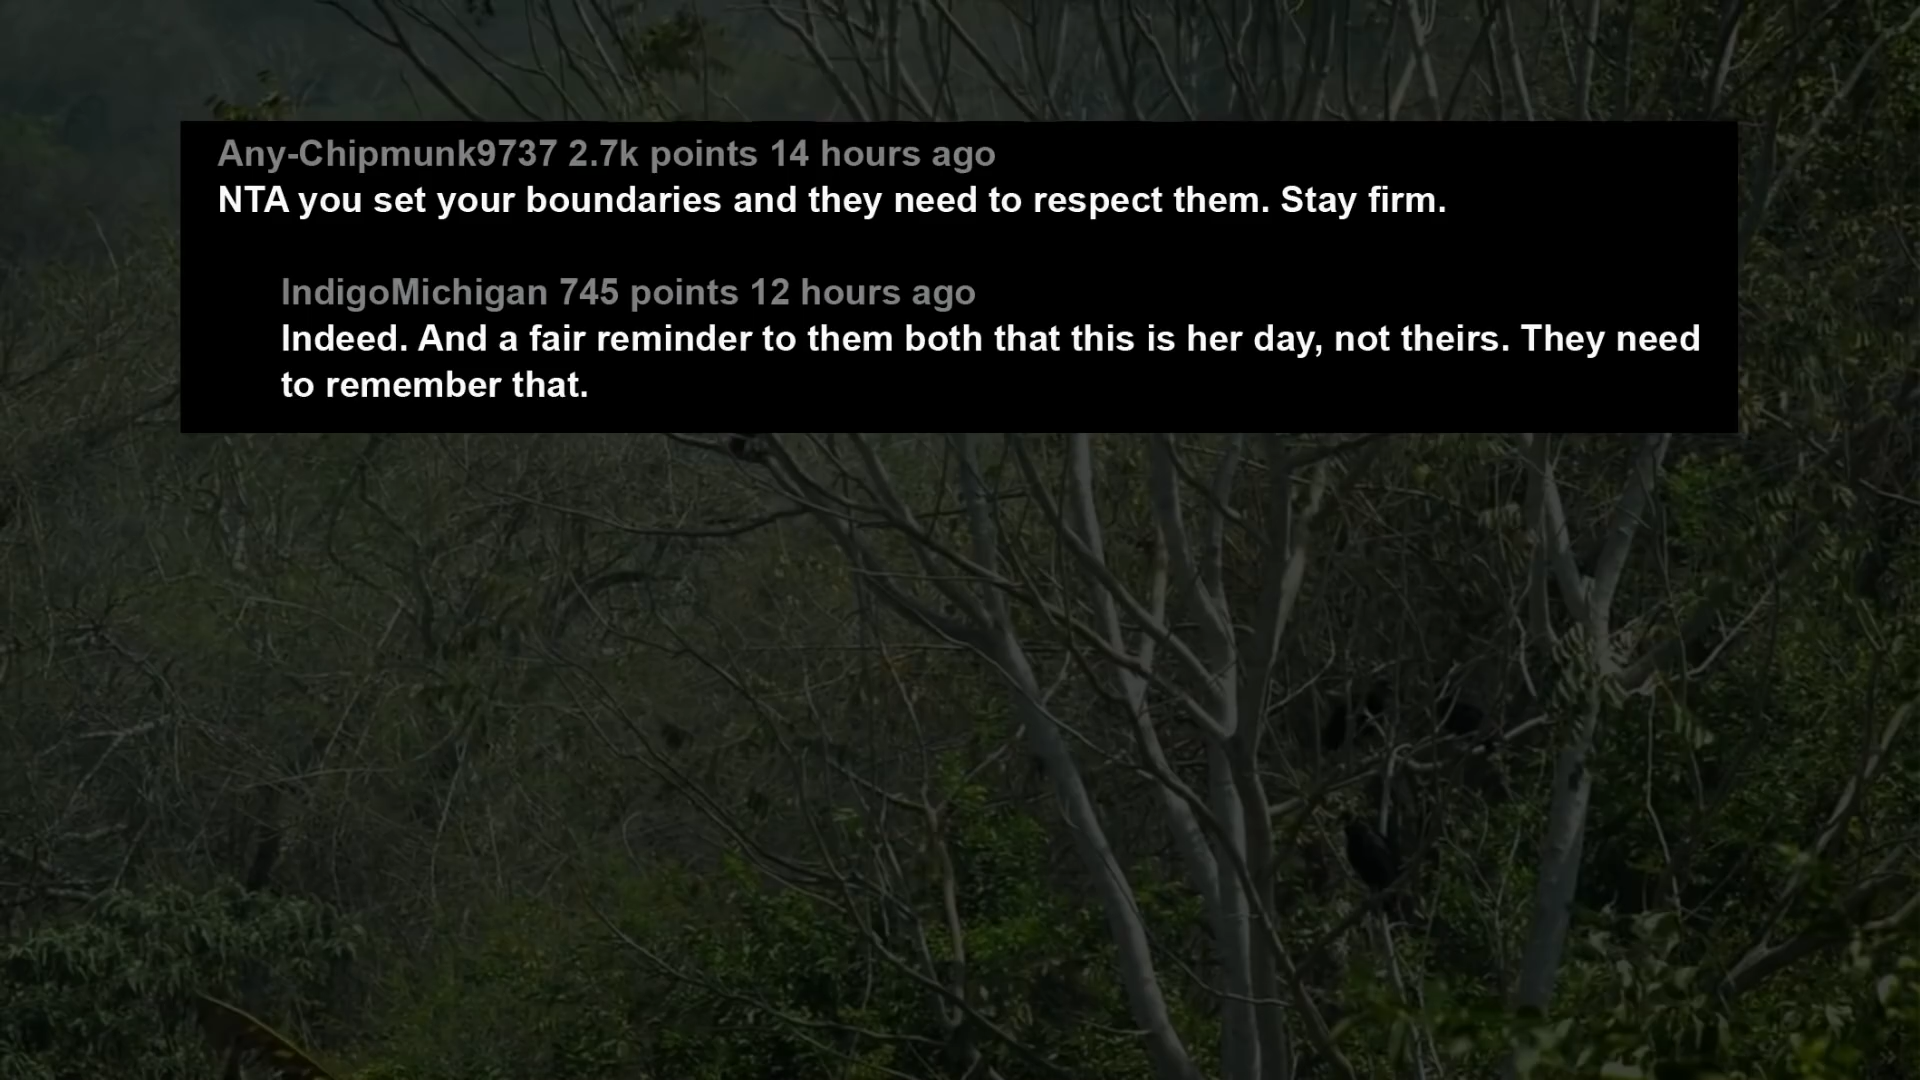 Any-Chipmunk9737 2.7k points 14 hours ago
NTA you set your boundaries and they need to respect them. Stay firm.
IndigoMichigan 745 points 12 hours ago
Indeed. And a fair reminder to them both that this is her day, not theirs. They need
to remember that.